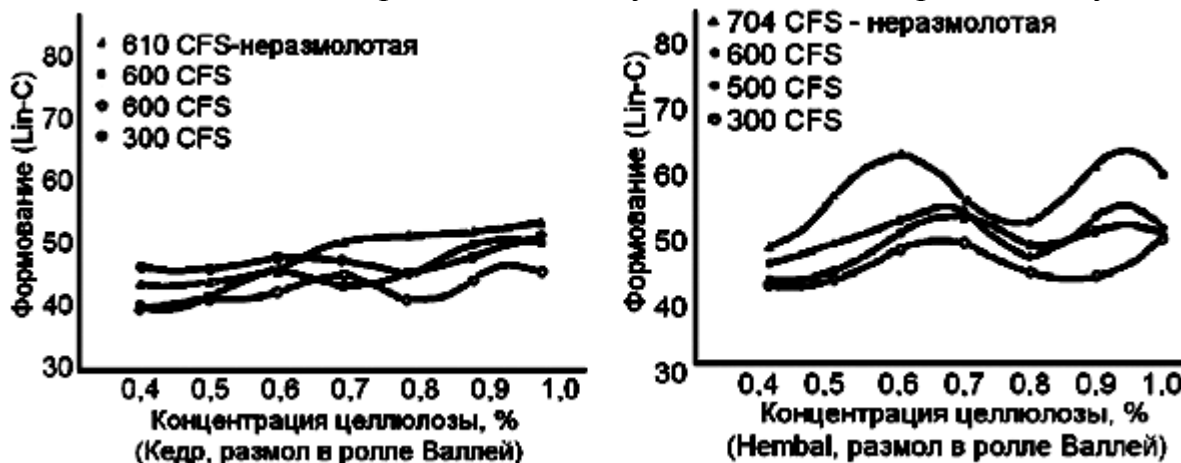 Формование (Lin-C)
80
70
60
50
40
30
610 CFS-неразмолотая
600 CFS
600 CFS
300 CFS
0,4 0,5 0,6 0,7 0,8 0,9 1,0
Концентрация целлюлозы, %
(Кедр, размол в ролле Валлей)
Формование (Lin-C)
80
70
60
50
40
30
704 CFS - неразмолотая
600 CFS
500 CFS
300 CFS
0,4 0,5 0,6 0,7 0,8 0,9 1,0
Концентрация целлюлозы, %
(Hembal, размол в ролле Валлей)